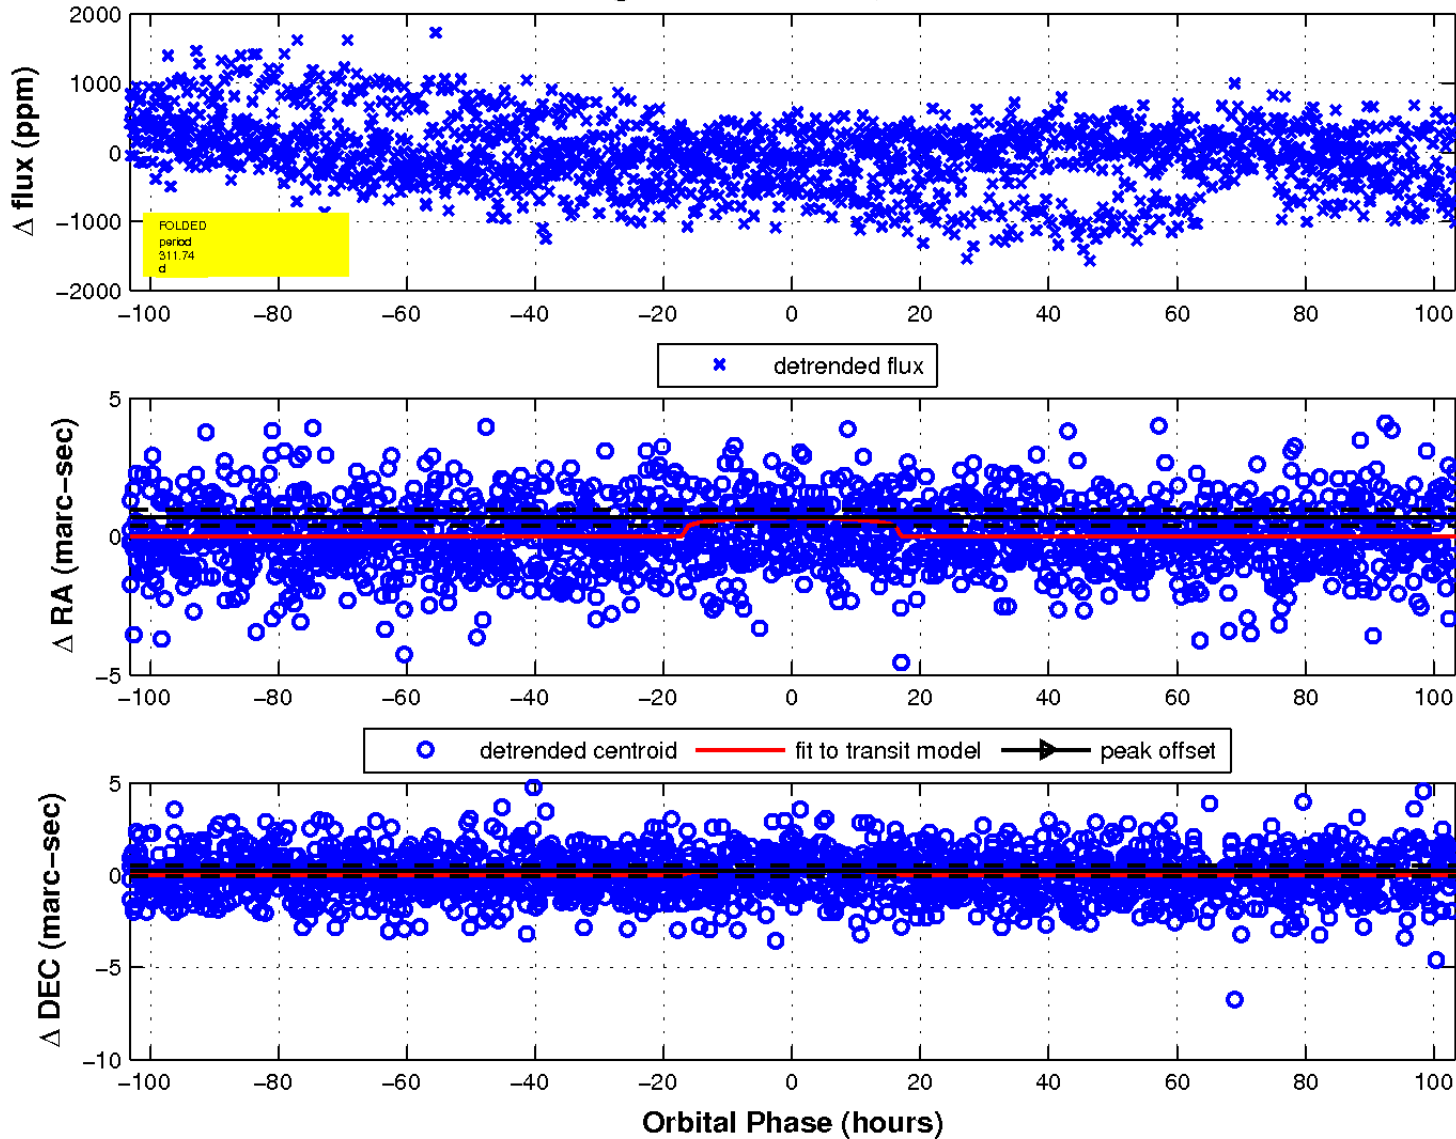 2000
1000
0
−1000
−2000
Δ flux (ppm)
FOLDED
period
311.74
d
−100 −80 −60 −40 −20 0 20 40 60 80 100
detrended flux
5
0
−5
Δ RA (marc−sec)
−100 −80 −60 −40 −20 0 20 40 60 80 100
detrended centroid fit to transit model peak offset
5
0
−5
−10
Δ DEC (marc−sec)
−100 −80 −60 −40 −20 0 20 40 60 80 100
Orbital Phase (hours)